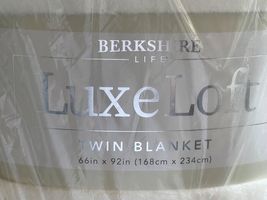 BERKSHIRE
LIFE
LuxeLoft
TWIN BLANKET
66in x 92in (168cm x 234cm)